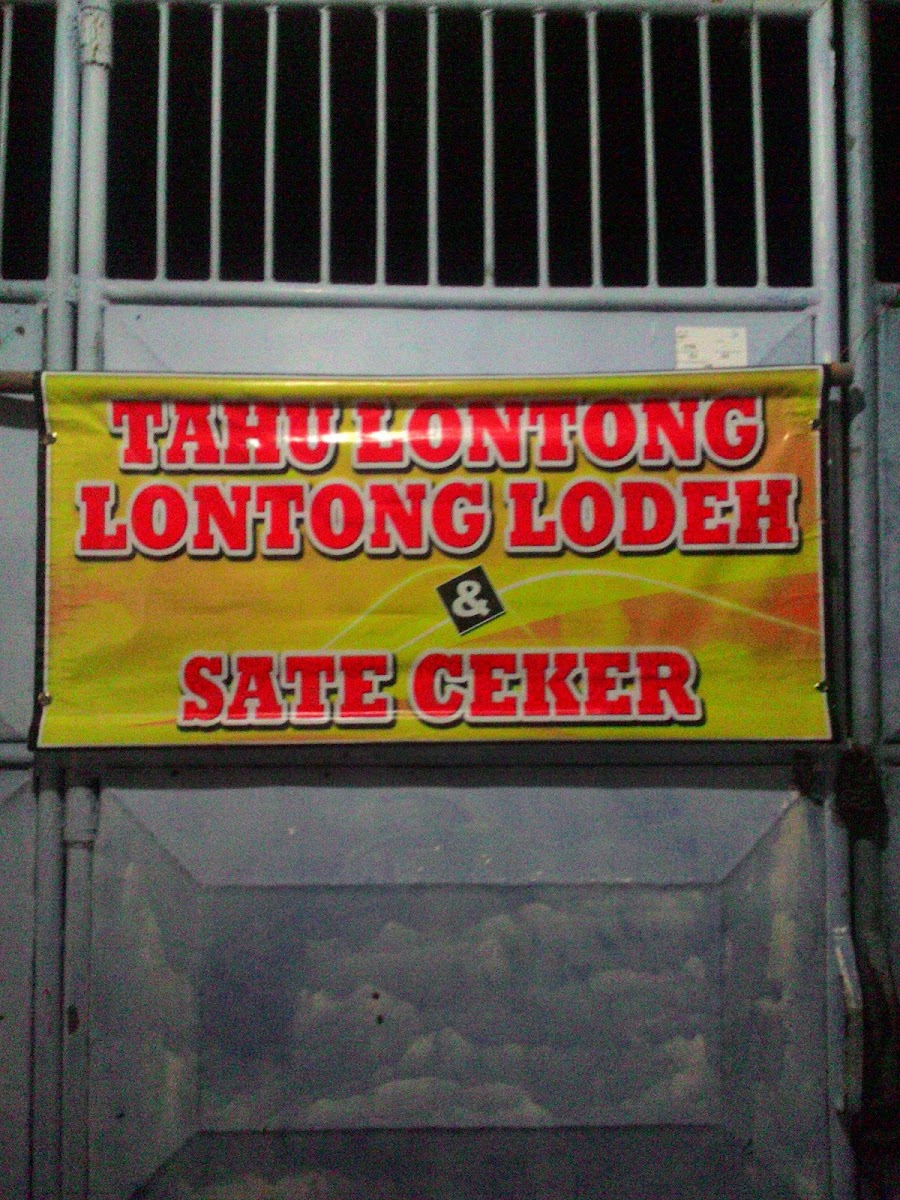 TAHU LONTONG
LONTONG LODEH
&
SATE CEKER